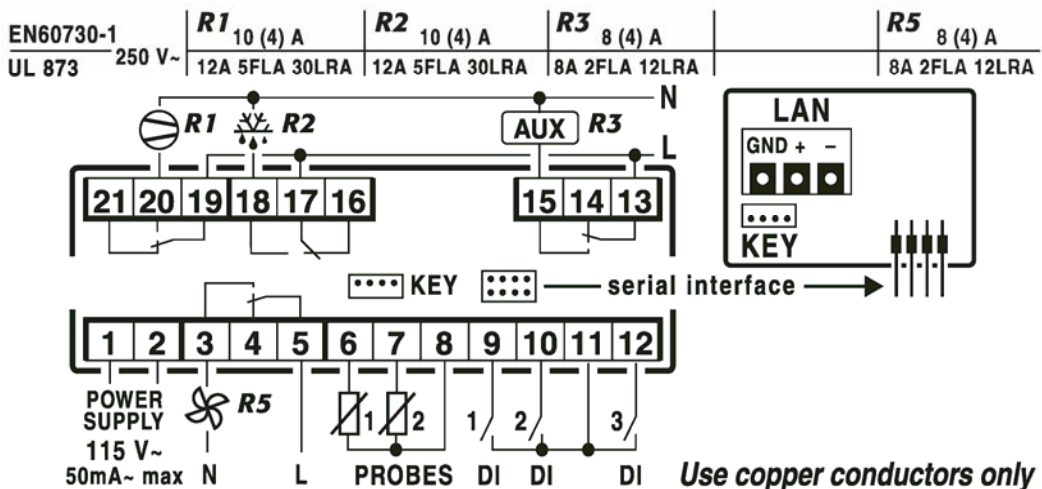 EN60730-1
UL 873
250 V~
R1 10 (4) A
12A 5FLA 30LRA
R2 10 (4) A
12A 5FLA 30LRA
R3 8 (4) A
8A 2FLA 12LRA
R5 8 (4) A
8A 2FLA 12LRA
N
R1 R2 AUX R3
L
21 20 19 18 17 16 15 14 13
LAN
GND + -
KEY
KEY serial interface
1 2 3 4 5 6 7 8 9 10 11 12
POWER
SUPPLY
115 V~
50mA~ max
R5
N L
1 2
PROBES
1 2 3
DI DI DI
Use copper conductors only